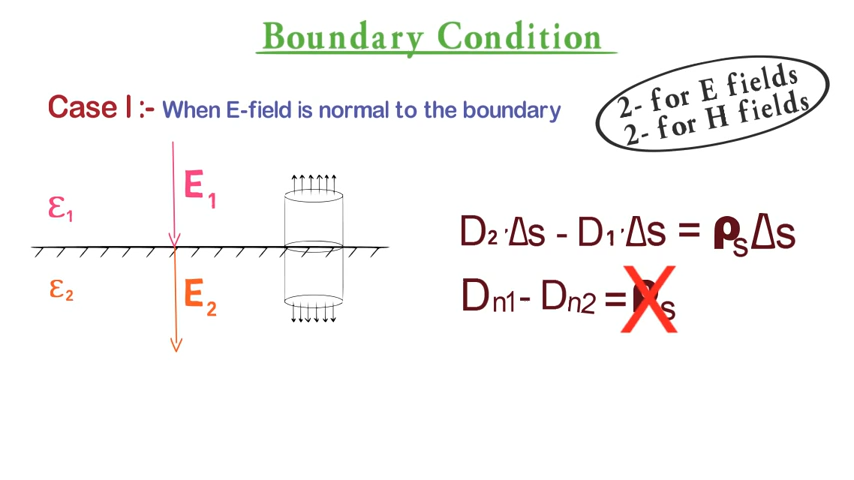 Boundary Condition
2- for E fields
2- for H fields
Case I :- When E-field is normal to the boundary
E1
ε1
D2 · Δs - D1 · Δs = ρsΔs
ε2
E2
Dn1 - Dn2 = ρs